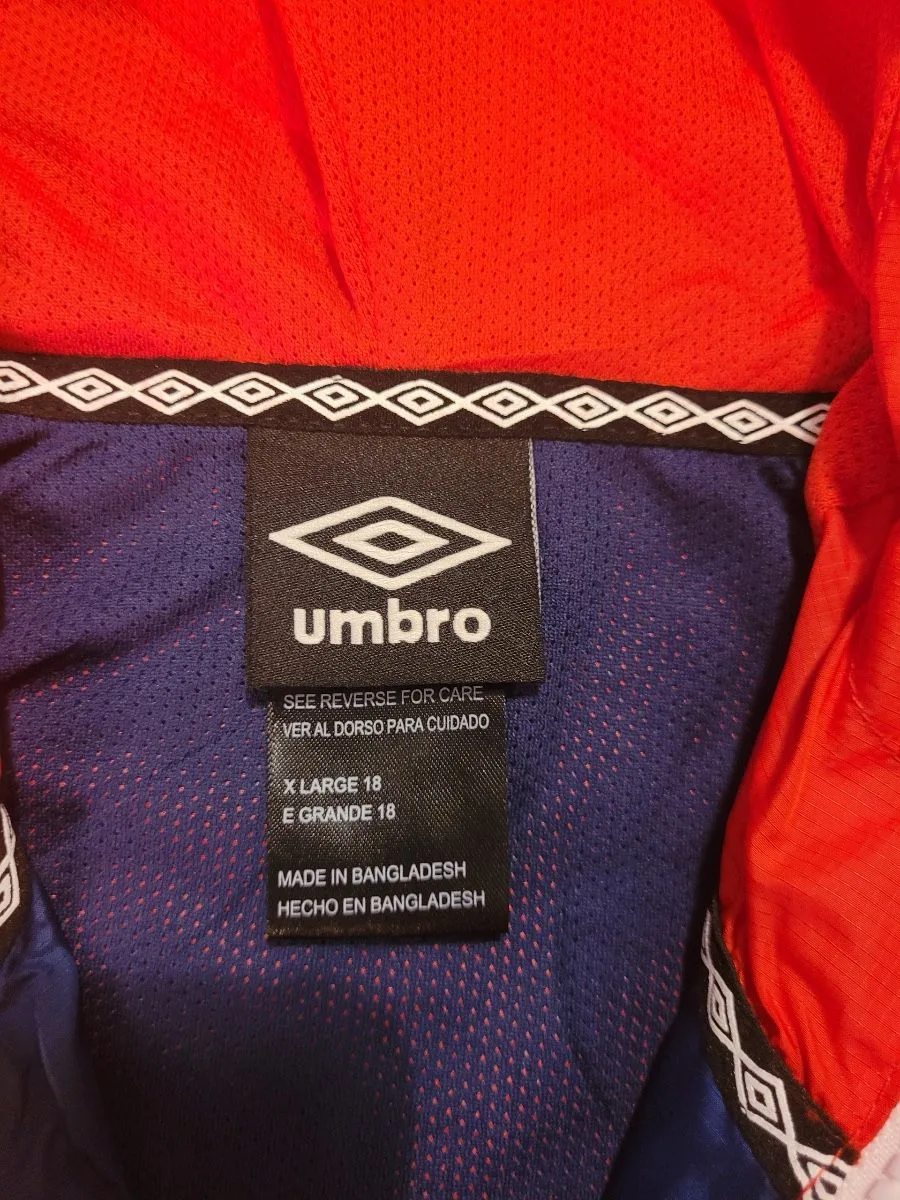 umbro
SEE REVERSE FOR CARE
VER AL DORSO PARA CUIDADO
X LARGE 18
E GRANDE 18
MADE IN BANGLADESH
HECHO EN BANGLADESH